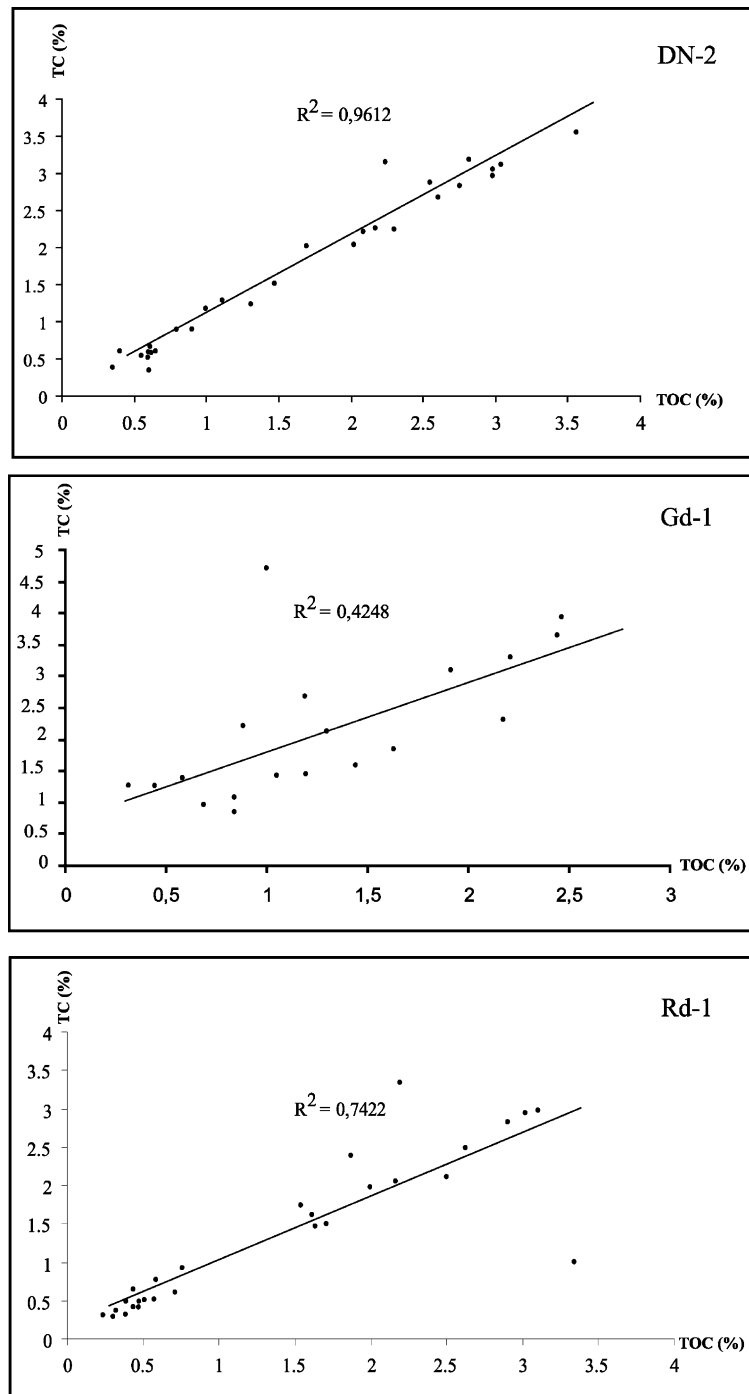 TC (%)
DN-2
R2 = 0,9612
4
3.5
3
2.5
2
1.5
1
0.5
0
TOC (%)
0 0.5 1 1.5 2 2.5 3 3.5 4
TC (%)
Gd-1
R2 = 0,4248
5
4.5
4
3.5
3
2.5
2
1.5
1
0.5
0
TOC (%)
0 0,5 1 1,5 2 2,5 3
TC (%)
Rd-1
R2 = 0,7422
4
3.5
3
2.5
2
1.5
1
0.5
0
TOC (%)
0 0.5 1 1.5 2 2.5 3 3.5 4